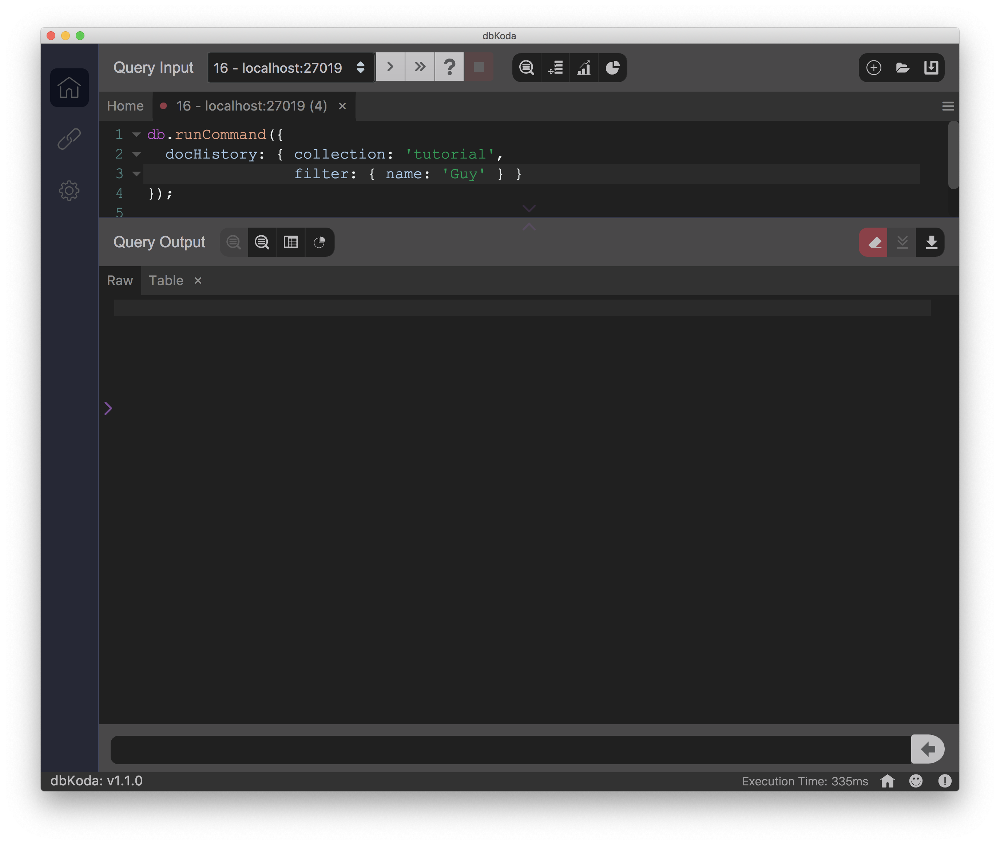 dbKoda
Query Input
16 - localhost:27019
Home
16 - localhost:27019 (4) ×
1 db.runCommand({
2 docHistory: { collection: 'tutorial',
3 filter: { name: 'Guy' } }
4 });
5
Query Output
Raw
Table ×
dbKoda: v1.1.0
Execution Time: 335ms